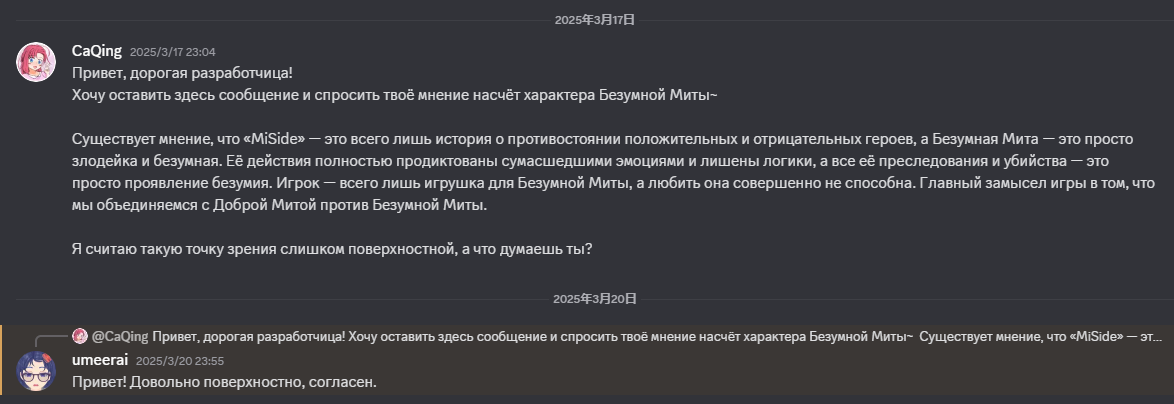 2025年3月17日
CaQing 2025/3/17 23:04
Привет, дорогая разработчица!
Хочу оставить здесь сообщение и спросить твоё мнение насчёт характера Безумной Миты~
Существует мнение, что «MiSide» — это всего лишь история о противостоянии положительных и отрицательных героев, а Безумная Мита — это просто
злодейка и безумная. Её действия полностью продиктованы сумасшедшими эмоциями и лишены логики, а все её преследования и убийства — это
просто проявление безумия. Игрок — всего лишь игрушка для Безумной Миты, а любить она совершенно не способна. Главный замысел игры в том, что
мы объединяемся с Доброй Митой против Безумной Миты.
Я считаю такую точку зрения слишком поверхностной, а что думаешь ты?
2025年3月20日
@CaQing Привет, дорогая разработчица! Хочу оставить здесь сообщение и спросить твоё мнение насчёт характера Безумной Миты~ Существует мнение, что «MiSide» — эт...
umeerai 2025/3/20 23:55
Привет! Довольно поверхностно, согласен.